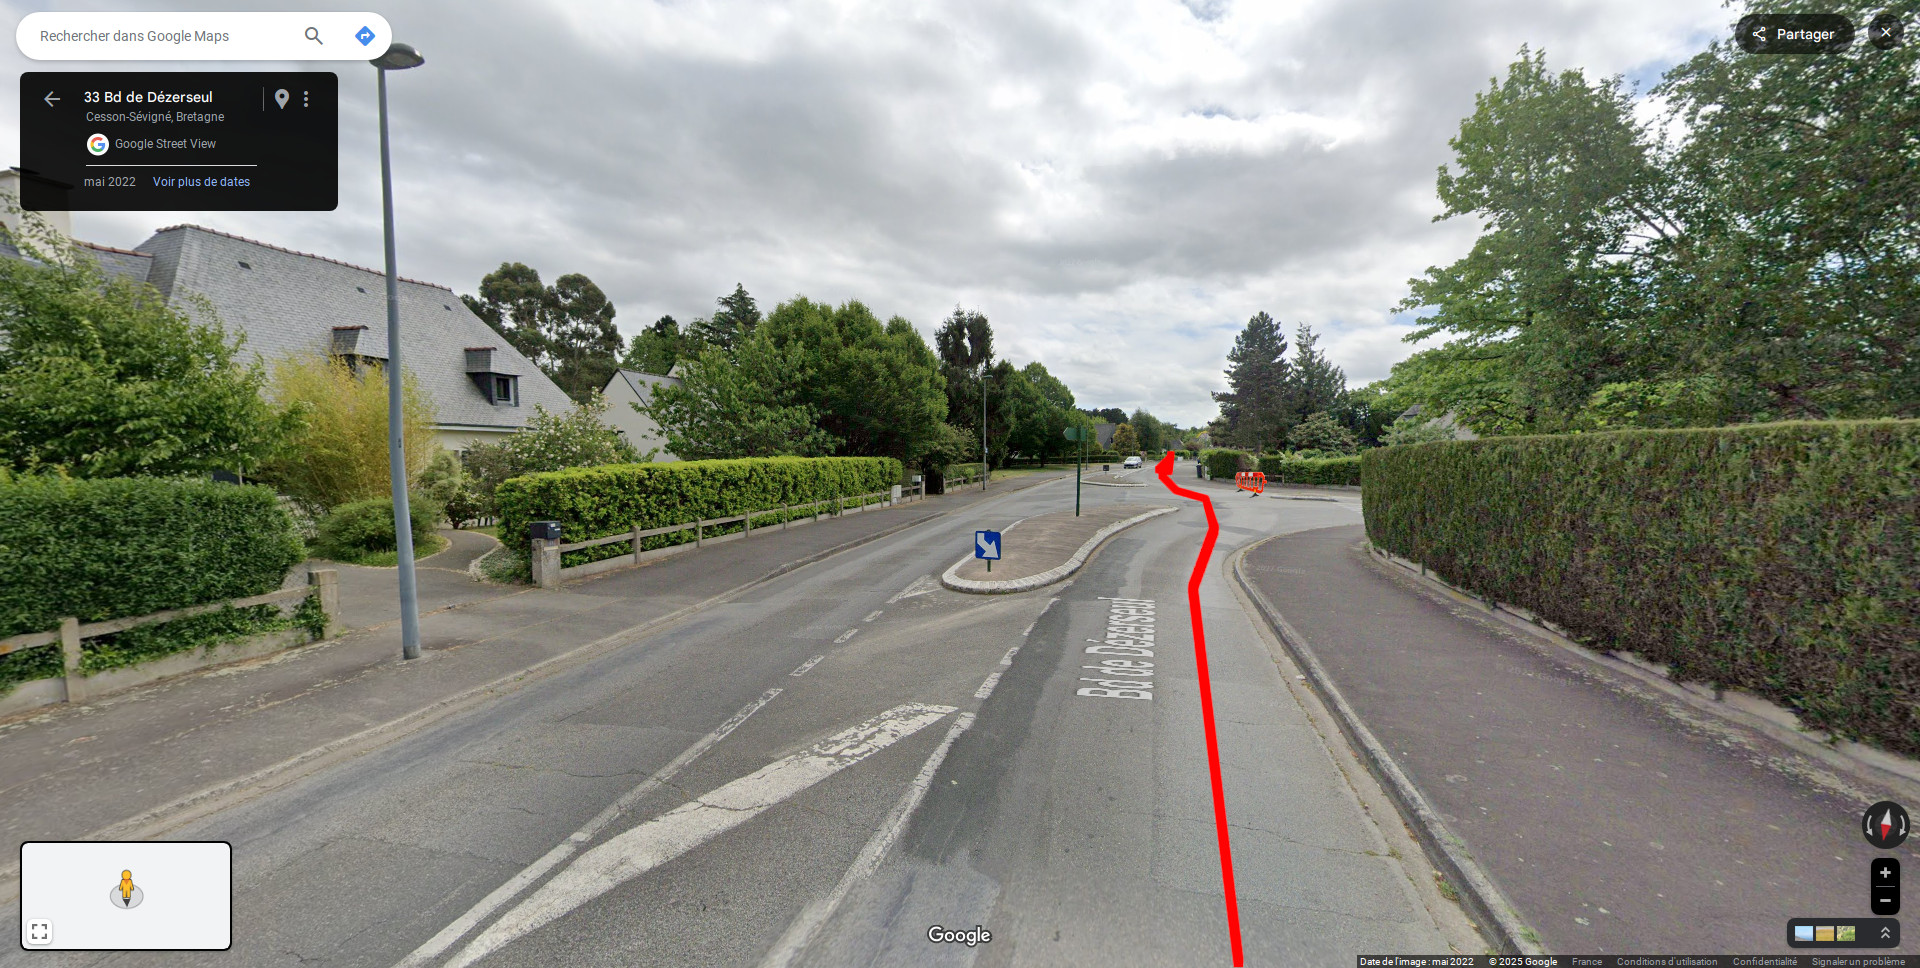 Rechercher dans Google Maps
Partager
33 Bd de Dézerseul
Cesson-Sévigné, Bretagne
Google Street View
mai 2022 Voir plus de dates
Bd de Dézerseul
Google
Date de l'image : mai 2022 © 2025 Google France Conditions d'utilisation Confidentialité Signaler un problème